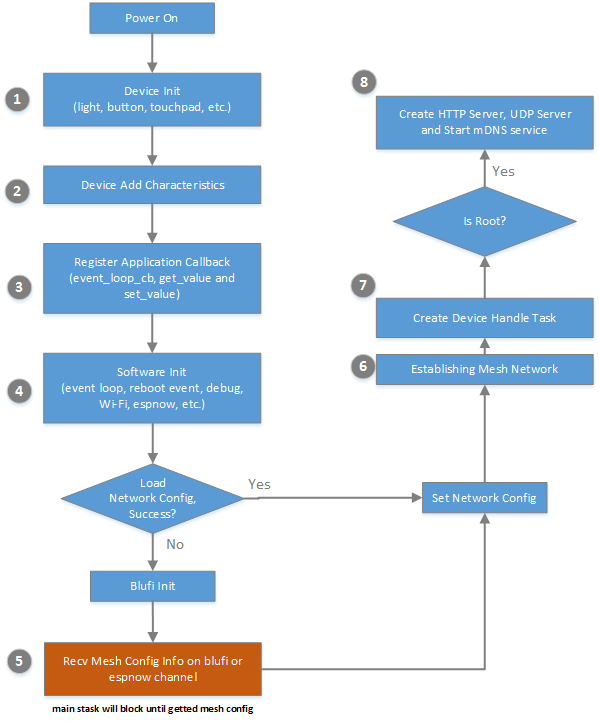 Power On
1
Device Init
(light, button, touchpad, etc.)
2
Device Add Characteristics
3
Register Application Callback
(event_loop_cb, get_value and
set_value)
4
Software Init
(event loop, reboot event, debug,
Wi-Fi, espnow, etc.)
Load
Network Config,
Success?
Yes
No
Blufi Init
5
Recv Mesh Config Info on blufi or
espnow channel
main stask will block until getted mesh config
Set Network Config
6
Establishing Mesh Network
7
Create Device Handle Task
Is Root?
Yes
8
Create HTTP Server, UDP Server
and Start mDNS service